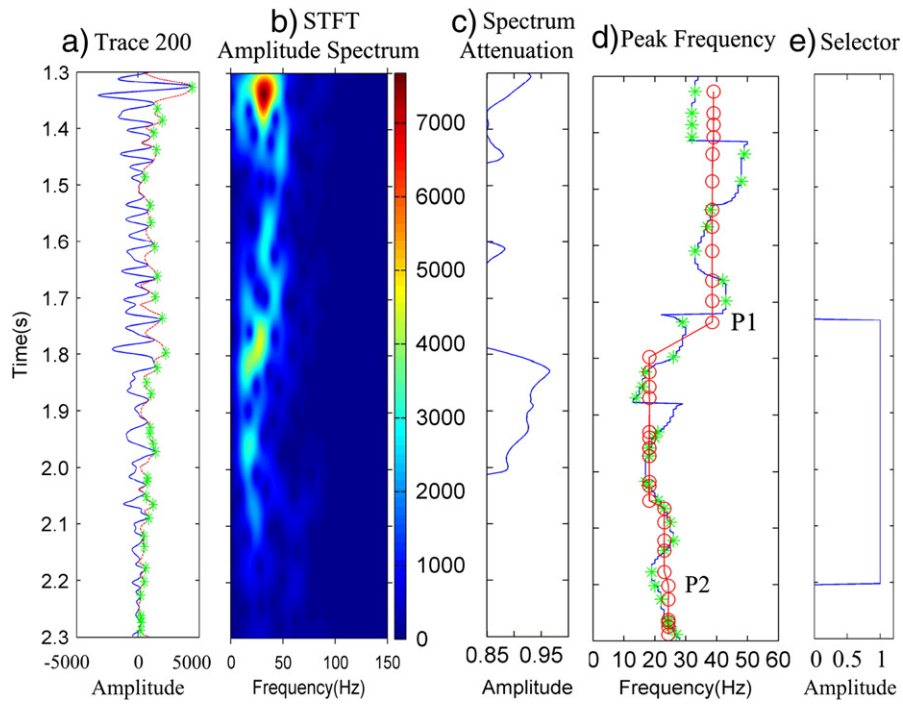 a) Trace 200
b) STFT
Amplitude Spectrum
c) Spectrum
Attenuation
d) Peak Frequency
e) Selector
Time(s)
1.3
1.4
1.5
1.6
1.7
1.8
1.9
2.0
2.1
2.2
2.3
-5000 0 5000
Amplitude
0 50 100 150
Frequency(Hz)
7000
6000
5000
4000
3000
2000
1000
0
0.85 0.95
Amplitude
P1
P2
0 10 20 30 40 50 60
Frequency(Hz)
0 0.5 1
Amplitude